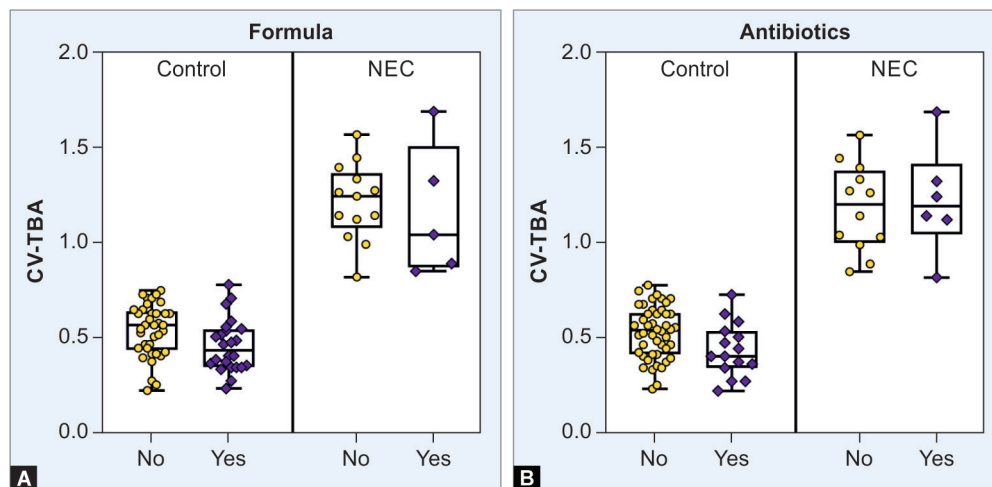 Formula
Control
NEC
CV-TBA
2.0
1.5
1.0
0.5
0.0
No
Yes
No
Yes
A
Antibiotics
Control
NEC
CV-TBA
2.0
1.5
1.0
0.5
0.0
No
Yes
No
Yes
B